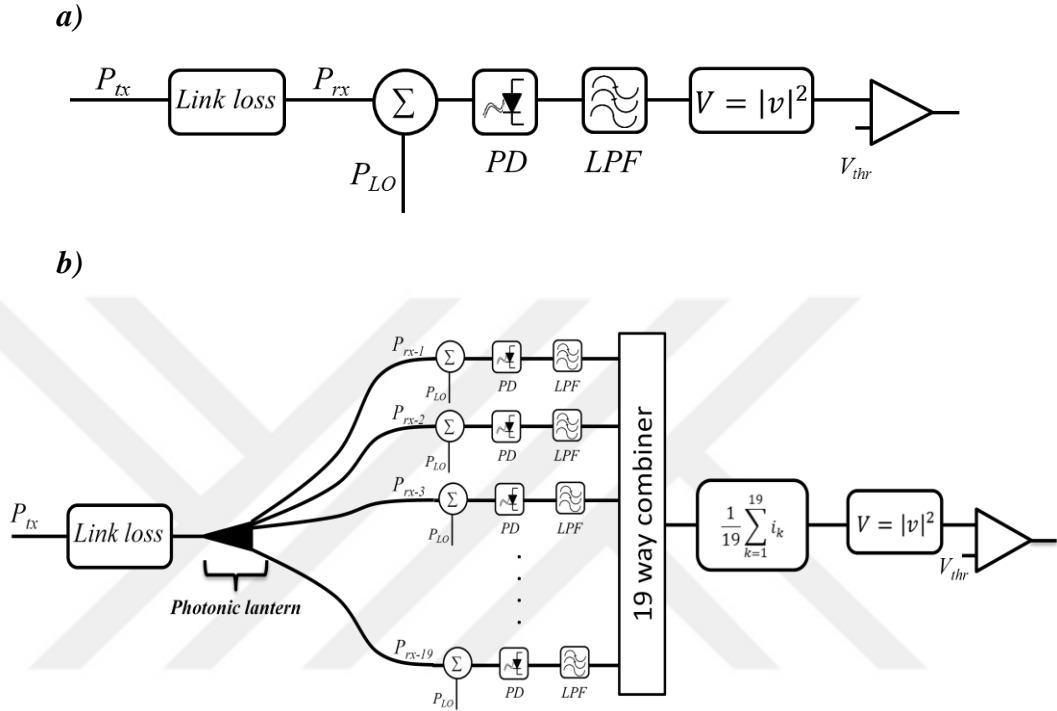 a)
P_tx Link loss P_rx Σ PD LPF V = |v|² V_thr
P_LO
b)
P_rx-1 Σ PD LPF
P_LO
P_rx-2 Σ PD LPF
P_LO
P_rx-3 Σ PD LPF
P_LO
P_tx Link loss
Photonic lantern
P_rx-19 Σ PD LPF
P_LO
19 way combiner
1/19 ∑_{k=1}^{19} i_k
V = |v|²
V_thr